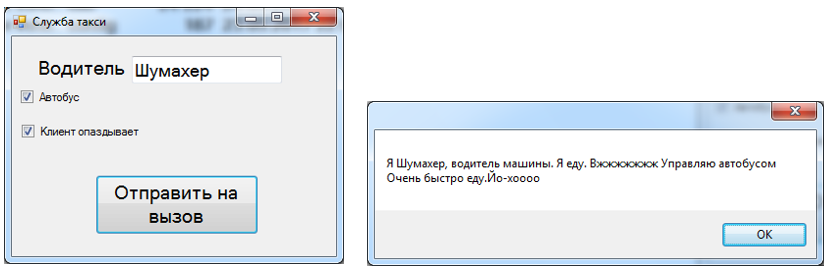 Служба такси
Водитель Шумахер
Автобус
Клиент опаздывает
Отправить на
вызов
Я Шумахер, водитель машины. Я еду. Вжжжжжжж Управляю автобусом
Очень быстро еду.Йо-хоооо
OK